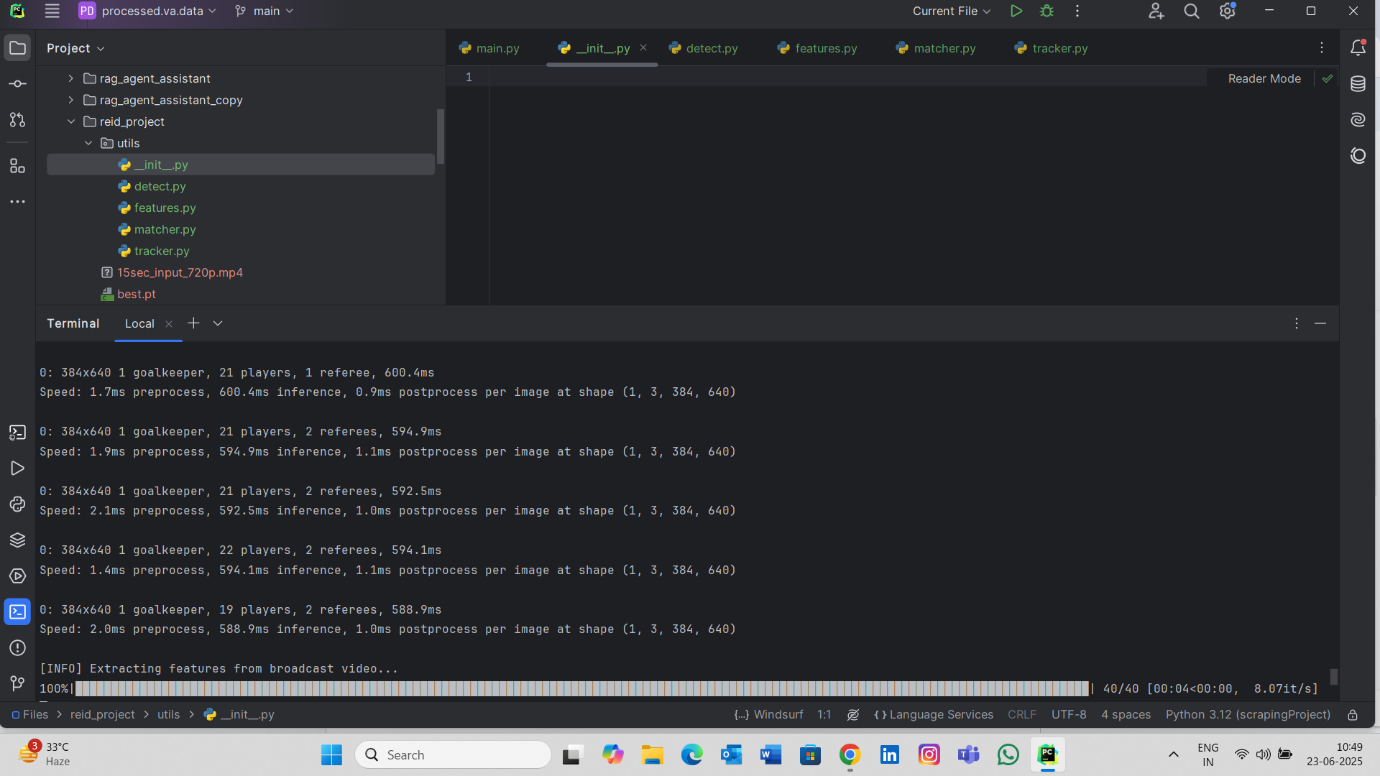 PD processed.va.data main Current File
Project
main.py __init__.py detect.py features.py matcher.py tracker.py
1
Reader Mode
rag_agent_assistant
rag_agent_assistant_copy
reid_project
utils
__init__.py
detect.py
features.py
matcher.py
tracker.py
15sec_input_720p.mp4
best.pt
Terminal Local
0: 384x640 1 goalkeeper, 21 players, 1 referee, 600.4ms
Speed: 1.7ms preprocess, 600.4ms inference, 0.9ms postprocess per image at shape (1, 3, 384, 640)
0: 384x640 1 goalkeeper, 21 players, 2 referees, 594.9ms
Speed: 1.9ms preprocess, 594.9ms inference, 1.1ms postprocess per image at shape (1, 3, 384, 640)
0: 384x640 1 goalkeeper, 21 players, 2 referees, 592.5ms
Speed: 2.1ms preprocess, 592.5ms inference, 1.0ms postprocess per image at shape (1, 3, 384, 640)
0: 384x640 1 goalkeeper, 22 players, 2 referees, 594.1ms
Speed: 1.4ms preprocess, 594.1ms inference, 1.1ms postprocess per image at shape (1, 3, 384, 640)
0: 384x640 1 goalkeeper, 19 players, 2 referees, 588.9ms
Speed: 2.0ms preprocess, 588.9ms inference, 1.0ms postprocess per image at shape (1, 3, 384, 640)
[INFO] Extracting features from broadcast video...
100%| | 40/40 [00:04<00:00, 8.07it/s]
Files > reid_project > utils > __init__.py {...} Windsurf 1:1 { } Language Services CRLF UTF-8 4 spaces Python 3.12 (scrapingProject)
3 33°C
Haze
Search
ENG
IN
10:49
23-06-2025